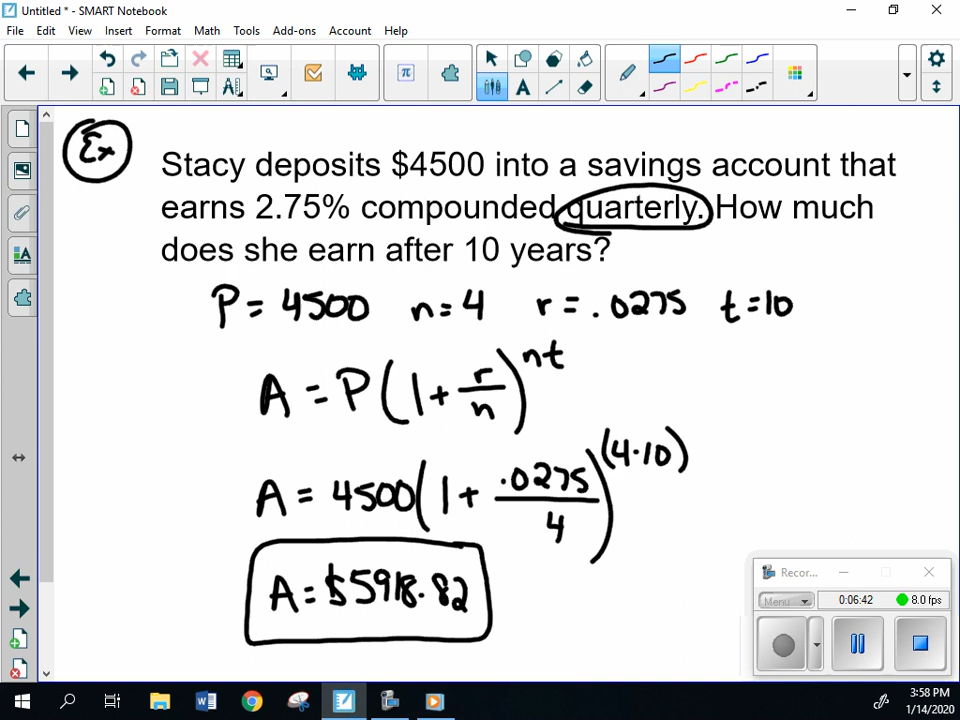 Untitled * - SMART Notebook
File Edit View Insert Format Math Tools Add-ons Account Help
Ex
Stacy deposits $4500 into a savings account that
earns 2.75% compounded quarterly. How much
does she earn after 10 years?
P = 4500 n = 4 r = .0275 t = 10
A = P(1 + r/n)^nt
A = 4500(1 + .0275/4)^(4·10)
A = $5918.82
Recor...
Menu 0:06:42 8.0 fps
3:58 PM
1/14/2020